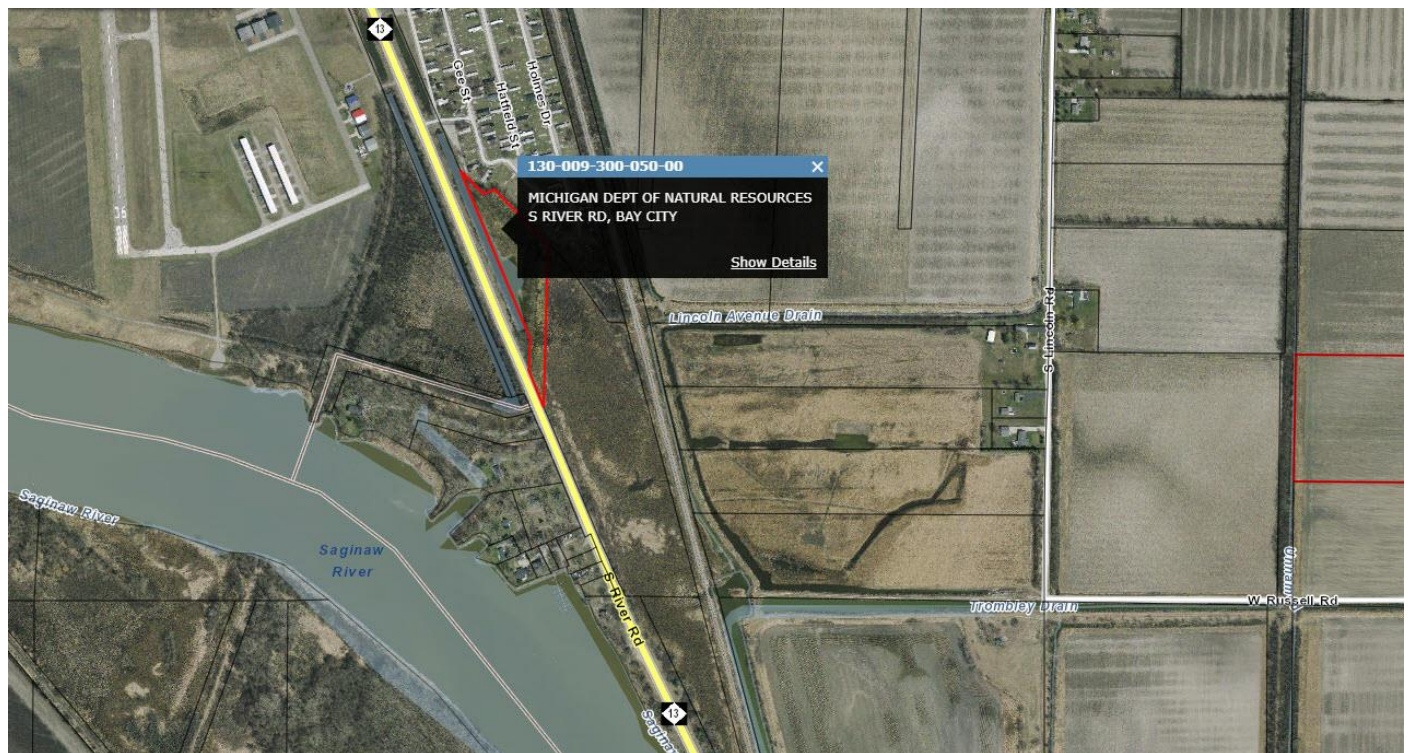 13
Gee St
Hatfield St
Holmes Dr
130-009-300-050-00
MICHIGAN DEPT OF NATURAL RESOURCES
S RIVER RD, BAY CITY
Show Details
Lincoln Avenue Drain
S Lincoln Rd
Saginaw River
Saginaw
River
S River Rd
Trombley Drain
W Russell Rd
13